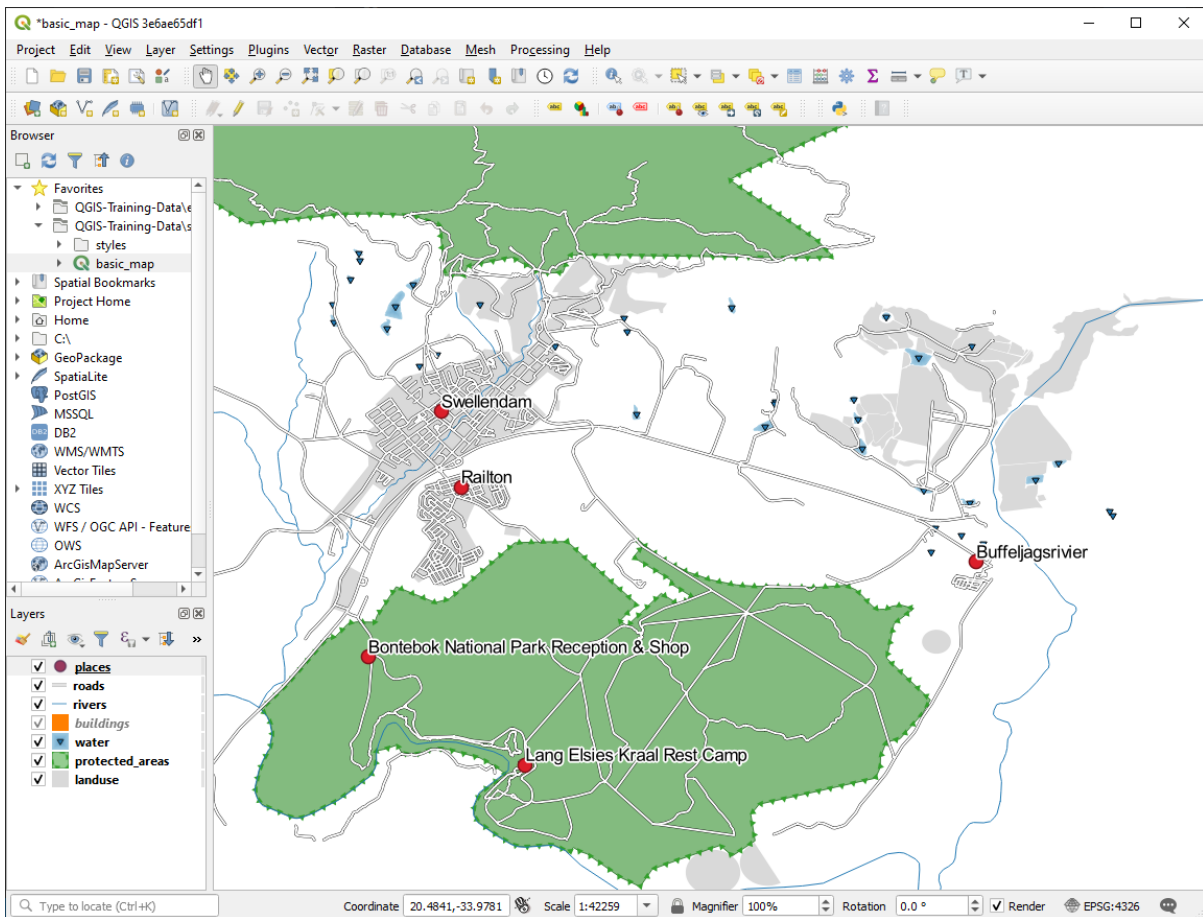 *basic_map - QGIS 3e6ae65df1
Project Edit View Layer Settings Plugins Vector Raster Database Mesh Processing Help
Browser
Favorites
QGIS-Training-Data\e
QGIS-Training-Data\s
styles
basic_map
Spatial Bookmarks
Project Home
Home
C:\
GeoPackage
SpatiaLite
PostGIS
MSSQL
DB2
WMS/WMTS
Vector Tiles
XYZ Tiles
WCS
WFS / OGC API - Feature
OWS
ArcGisMapServer
Layers
places
roads
rivers
buildings
water
protected_areas
landuse
Swellendam
Railton
Buffeljagsrivier
Bontebok National Park Reception & Shop
Lang Elsies Kraal Rest Camp
Type to locate (Ctrl+K) Coordinate 20.4841,-33.9781 Scale 1:42259 Magnifier 100% Rotation 0.0 ° Render EPSG:4326